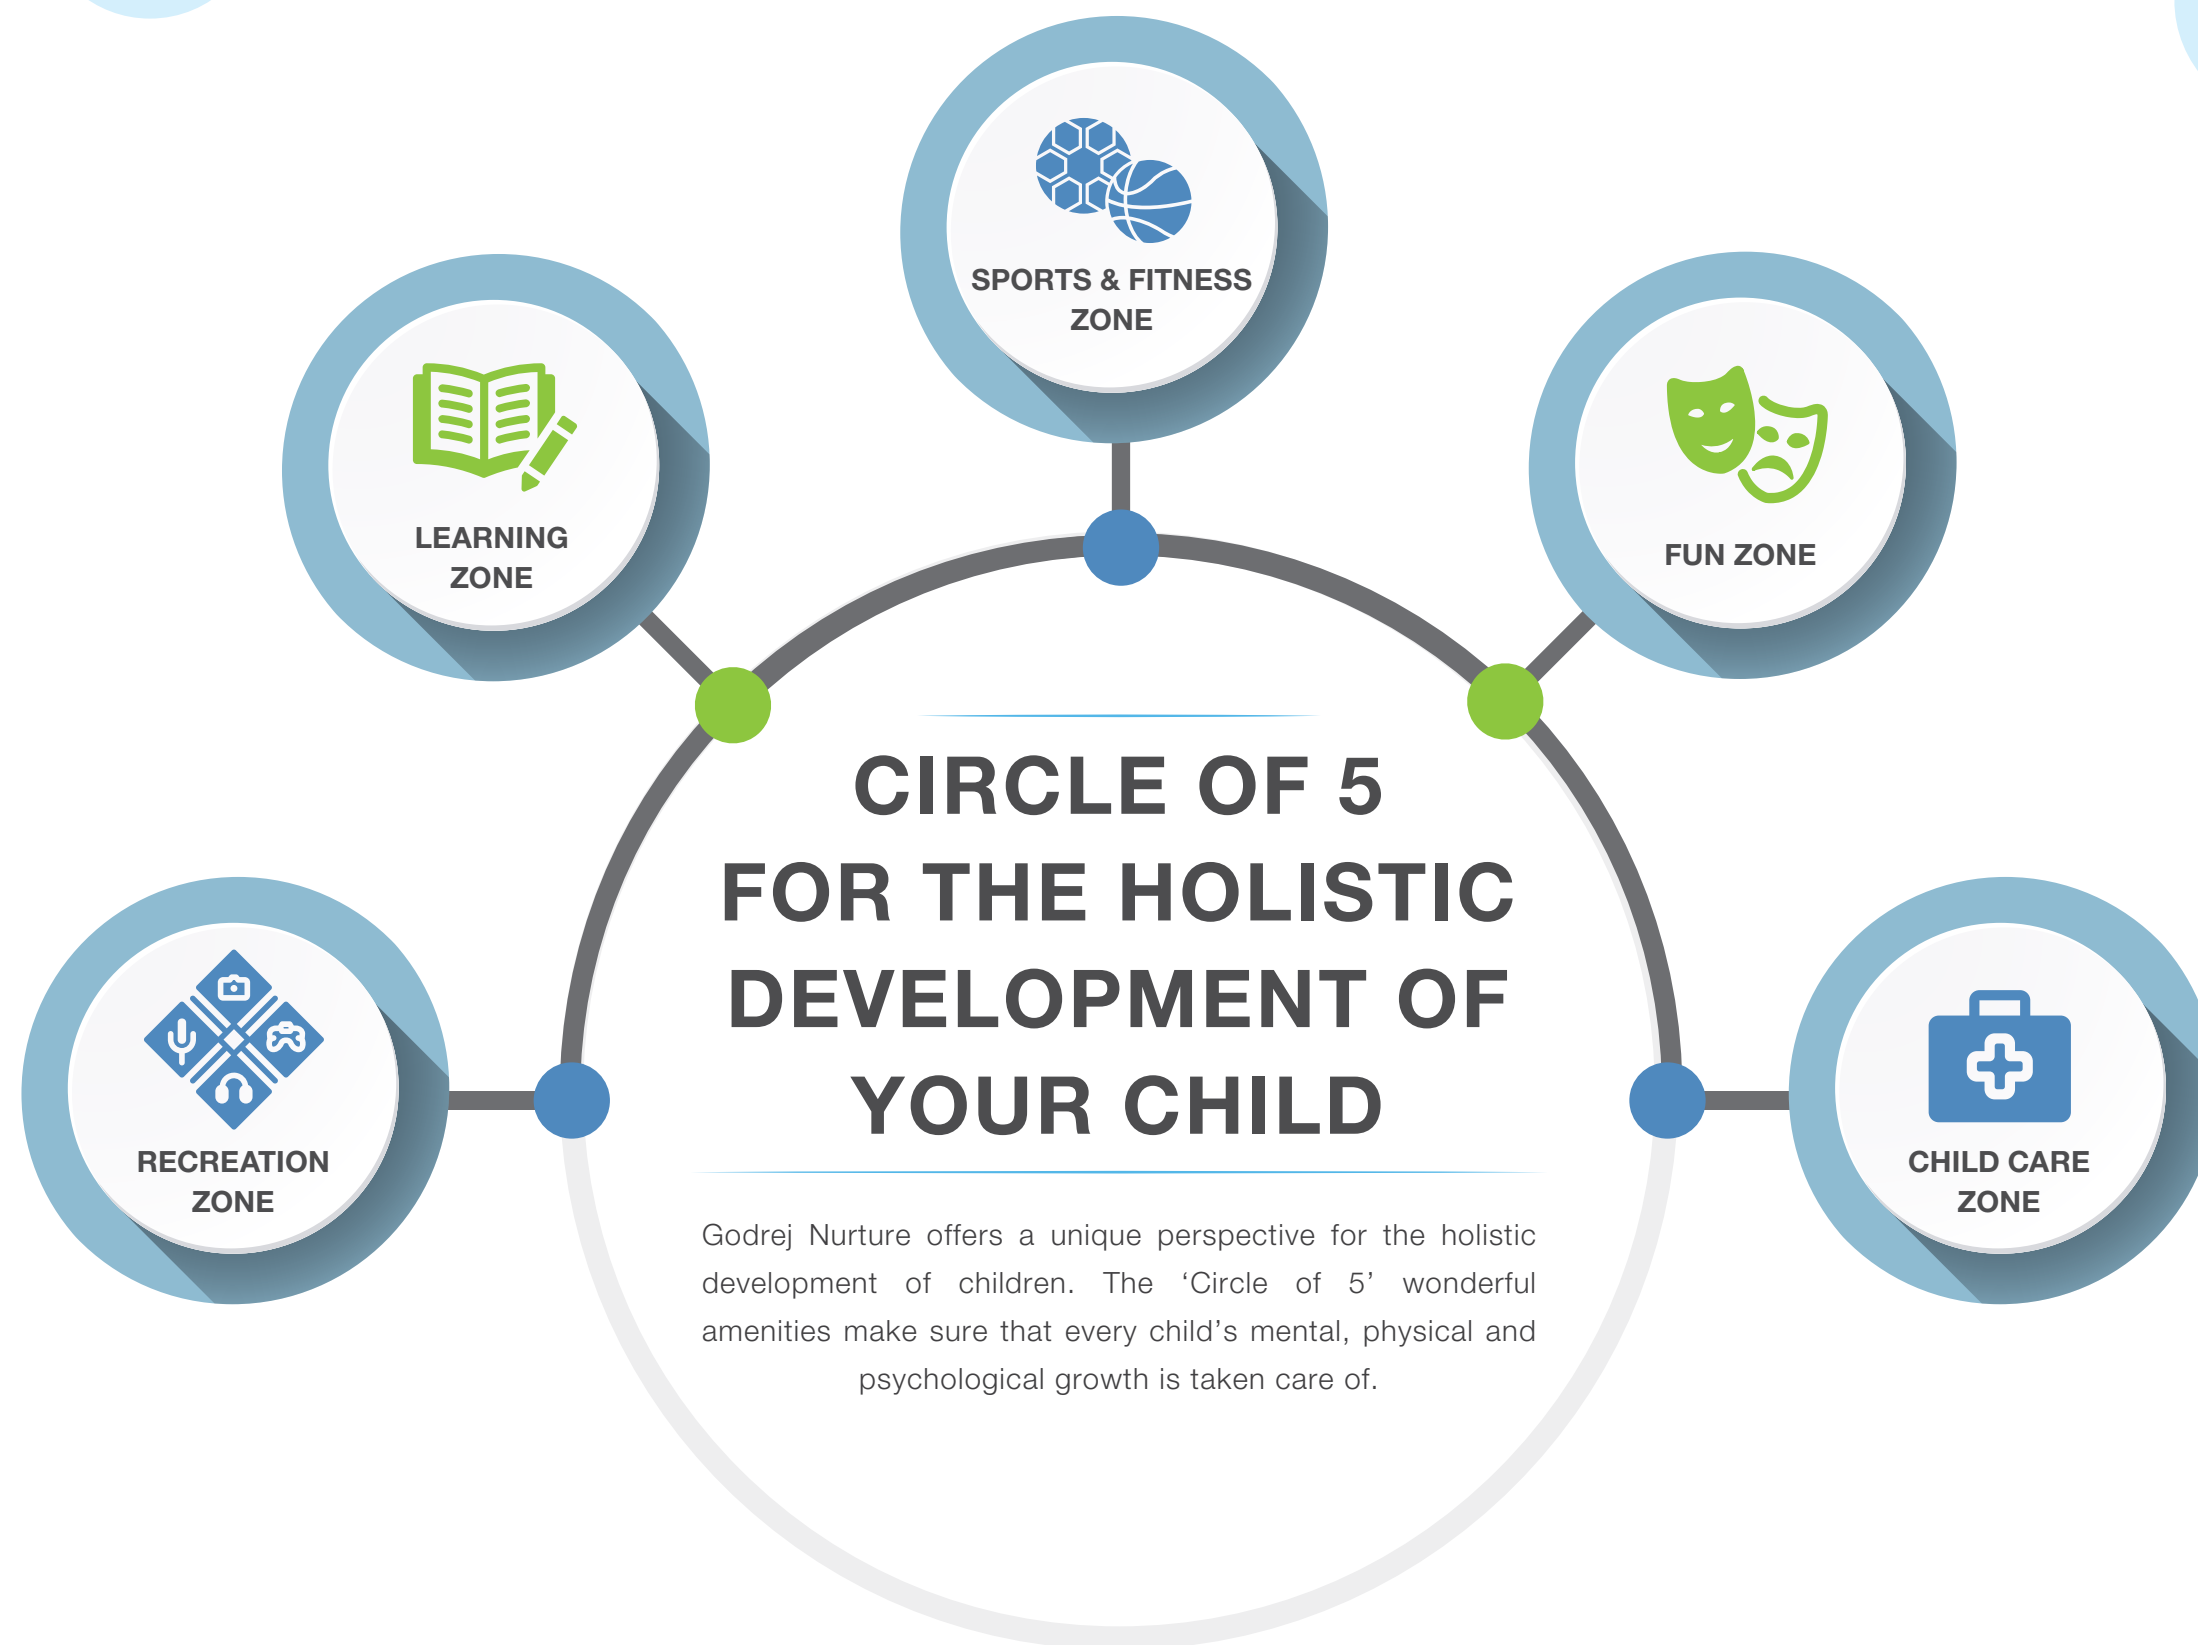 SPORTS & FITNESS
ZONE
LEARNING
ZONE
FUN ZONE
CIRCLE OF 5
FOR THE HOLISTIC
DEVELOPMENT OF
YOUR CHILD
RECREATION
ZONE
CHILD CARE
ZONE
Godrej Nurture offers a unique perspective for the holistic
development of children. The ‘Circle of 5’ wonderful
amenities make sure that every child’s mental, physical and
psychological growth is taken care of.